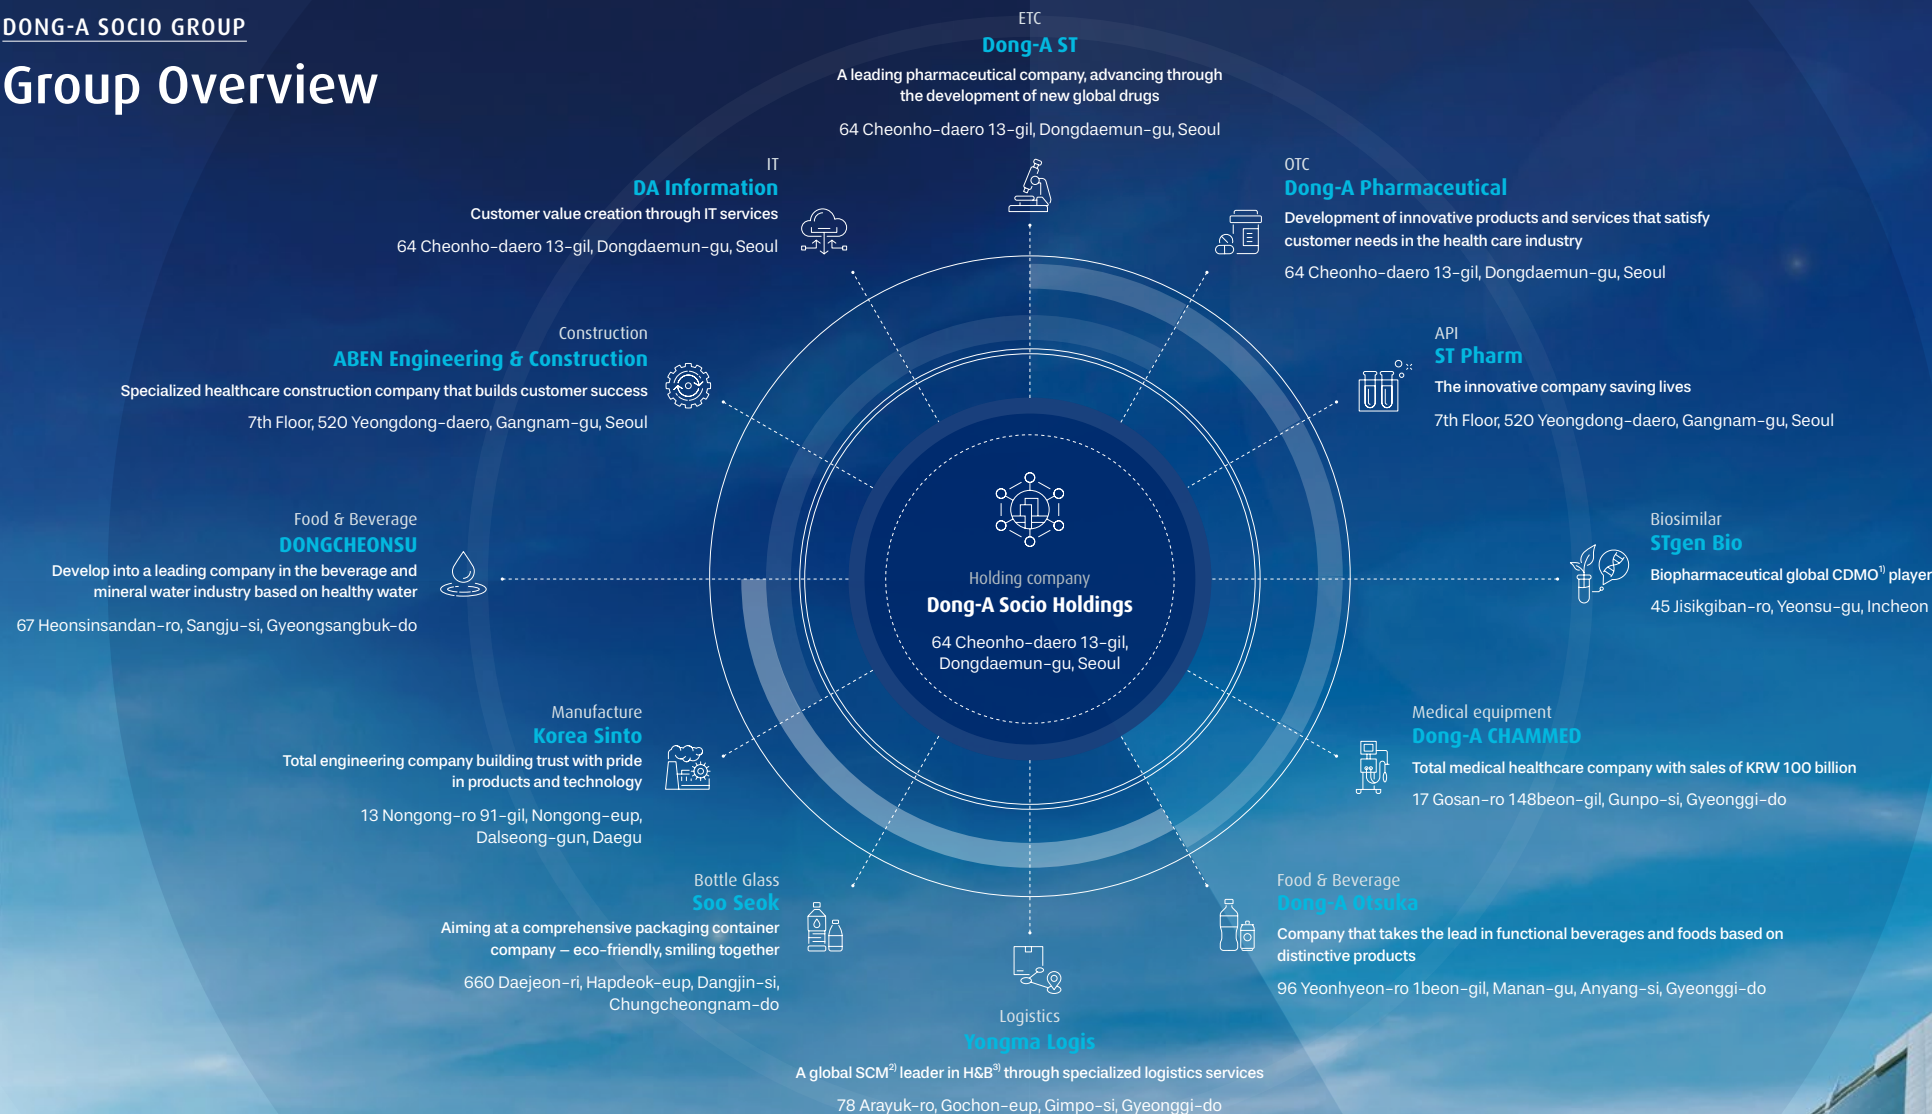 DONG-A SOCIO GROUP
Group Overview
ETC
Dong-A ST
A leading pharmaceutical company, advancing through
the development of new global drugs
64 Cheonho-daero 13-gil, Dongdaemun-gu, Seoul
OTC
Dong-A Pharmaceutical
Development of innovative products and services that satisfy
customer needs in the health care industry
64 Cheonho-daero 13-gil, Dongdaemun-gu, Seoul
API
ST Pharm
The innovative company saving lives
7th Floor, 520 Yeongdong-daero, Gangnam-gu, Seoul
Biosimilar
STgen Bio
Biopharmaceutical global CDMO1) player
45 Jisikgiban-ro, Yeonsu-gu, Incheon
Medical equipment
Dong-A CHAMMED
Total medical healthcare company with sales of KRW 100 billion
17 Gosan-ro 148beon-gil, Gunpo-si, Gyeonggi-do
Food & Beverage
Dong-A Otsuka
Company that takes the lead in functional beverages and foods based on
distinctive products
96 Yeonhyeon-ro 1beon-gil, Manan-gu, Anyang-si, Gyeonggi-do
Logistics
Yongma Logis
A global SCM2) leader in H&B3) through specialized logistics services
78 Arayuk-ro, Gochon-eup, Gimpo-si, Gyeonggi-do
Bottle Glass
Soo Seok
Aiming at a comprehensive packaging container
company – eco-friendly, smiling together
660 Daejeon-ri, Hapdeok-eup, Dangjin-si,
Chungcheongnam-do
Manufacture
Korea Sinto
Total engineering company building trust with pride
in products and technology
13 Nongong-ro 91-gil, Nongong-eup,
Dalseong-gun, Daegu
Food & Beverage
DONGCHEONSU
Develop into a leading company in the beverage and
mineral water industry based on healthy water
67 Heonsinsandan-ro, Sangju-si, Gyeongsangbuk-do
Construction
ABEN Engineering & Construction
Specialized healthcare construction company that builds customer success
7th Floor, 520 Yeongdong-daero, Gangnam-gu, Seoul
IT
DA Information
Customer value creation through IT services
64 Cheonho-daero 13-gil, Dongdaemun-gu, Seoul
Holding company
Dong-A Socio Holdings
64 Cheonho-daero 13-gil,
Dongdaemun-gu, Seoul